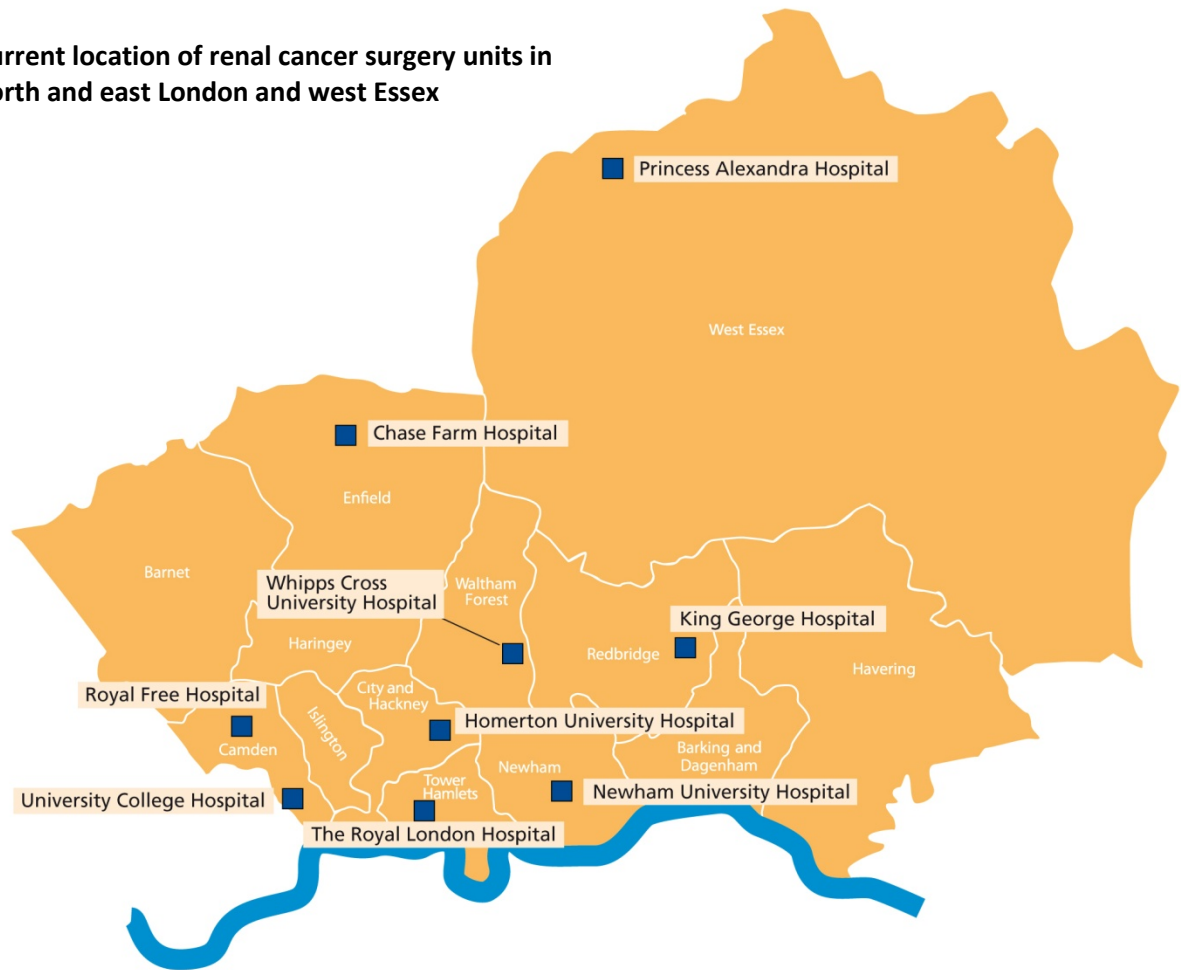 urrent location of renal cancer surgery units in
orth and east London and west Essex
Princess Alexandra Hospital
West Essex
Chase Farm Hospital
Enfield
Barnet
Whipps Cross
University Hospital
Waltham
Forest
King George Hospital
Haringey
Redbridge
Havering
Royal Free Hospital
City and
Hackney
Islington
Homerton University Hospital
Camden
Barking and
Dagenham
Newham
Tower
Hamlets
University College Hospital
Newham University Hospital
The Royal London Hospital